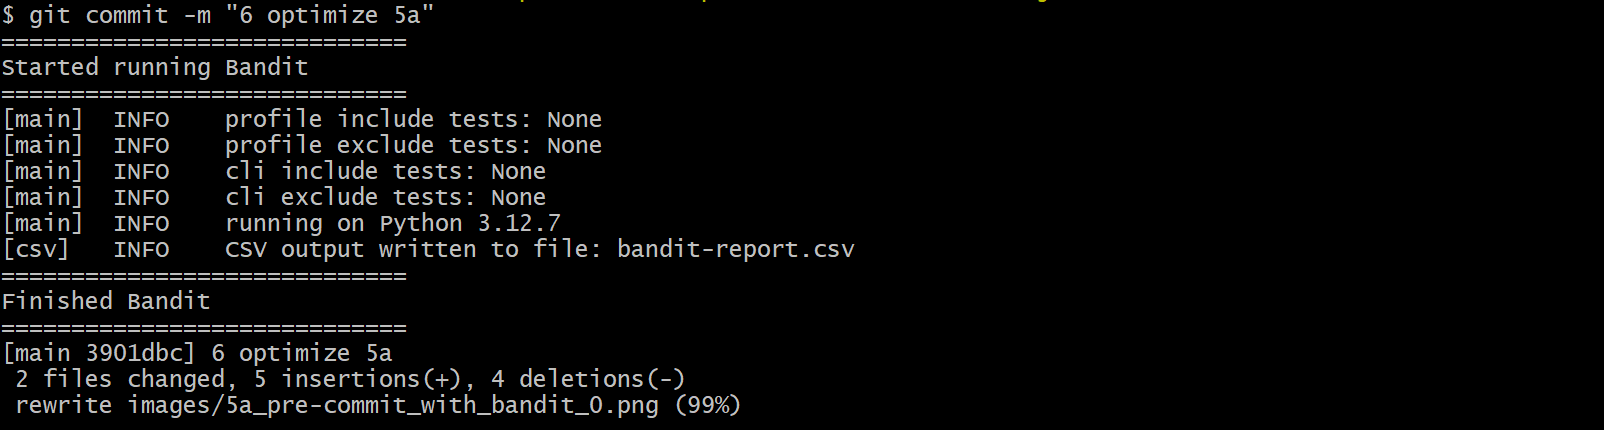 $ git commit -m "6 optimize 5a"
=============================
Started running Bandit
=============================
[main]  INFO    profile include tests: None
[main]  INFO    profile exclude tests: None
[main]  INFO    cli include tests: None
[main]  INFO    cli exclude tests: None
[main]  INFO    running on Python 3.12.7
[csv]   INFO    CSV output written to file: bandit-report.csv
=============================
Finished Bandit
=============================
[main 3901dbc] 6 optimize 5a
 2 files changed, 5 insertions(+), 4 deletions(-)
 rewrite images/5a_pre-commit_with_bandit_0.png (99%)